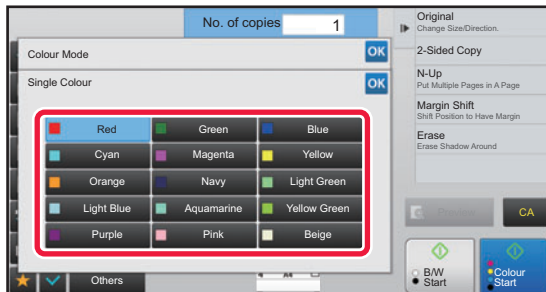 No. of copies 1
Colour Mode OK
Single Colour OK
Red Green Blue
Cyan Magenta Yellow
Orange Navy Light Green
Light Blue Aquamarine Yellow Green
Purple Pink Beige
Others
Original
Change Size/Direction.
2-Sided Copy
N-Up
Put Multiple Pages in A Page
Margin Shift
Shift Position to Have Margin
Erase
Erase Shadow Around
Preview CA
B/W
Start
Colour
Start